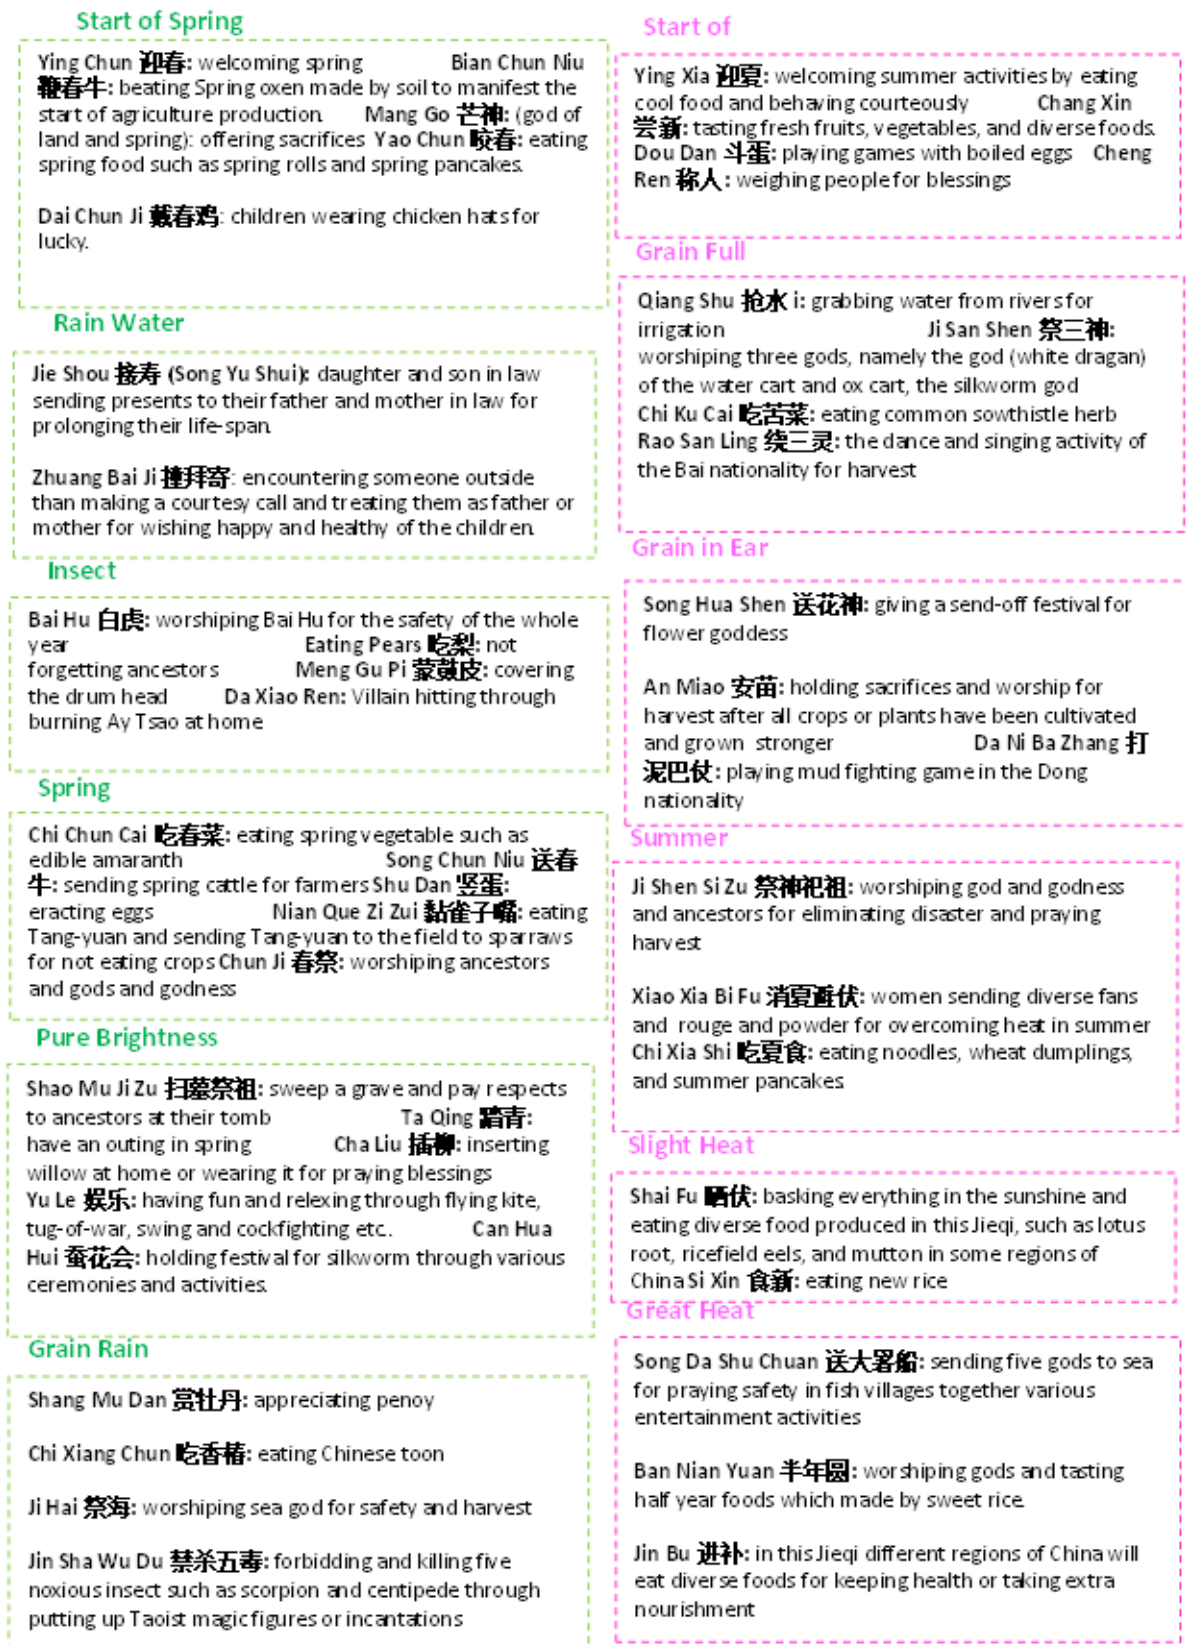 Start of Spring
Ying Chun 迎春: welcoming spring Bian Chun Niu
鞭春牛: beating Spring oxen made by soil to manifest the
start of agriculture production. Mang Go 芒神: (god of
land and spring): offering sacrifices Yao Chun 咬春: eating
spring food such as spring rolls and spring pancakes.
Dai Chun Ji 戴春鸡: children wearing chicken hats for
lucky.
Rain Water
Jie Shou 接寿 (Song Yu Shui): daughter and son in law
sending presents to their father and mother in law for
prolonging their life-span.
Zhuang Bai Ji 撞拜寄: encountering someone outside
than making a courtesy call and treating them as father or
mother for wishing happy and healthy of the children.
Insect
Bai Hu 白虎: worshiping Bai Hu for the safety of the whole
year Eating Pears 吃梨: not
forgetting ancestors Meng Gu Pi 蒙鼓皮: covering
the drum head Da Xiao Ren: Villain hitting through
burning Ay Tsao at home
Spring
Chi Chun Cai 吃春菜: eating spring vegetable such as
edible amaranth Song Chun Niu 送春
牛: sending spring cattle for farmers Shu Dan 竖蛋:
eracting eggs Nian Que Zi Zui 黏雀子嘴: eating
Tang-yuan and sending Tang-yuan to the field to sparraws
for not eating crops Chun Ji 春祭: worshiping ancestors
and gods and godness
Pure Brightness
Shao Mu Ji Zu 扫墓祭祖: sweep a grave and pay respects
to ancestors at their tomb Ta Qing 踏青:
have an outing in spring Cha Liu 插柳: inserting
willow at home or wearing it for praying blessings
Yu Le 娱乐: having fun and relexing through flying kite,
tug-of-war, swing and cockfighting etc. Can Hua
Hui 蚕花会: holding festival for silkworm through various
ceremonies and activities.
Grain Rain
Shang Mu Dan 赏牡丹: appreciating penoy
Chi Xiang Chun 吃香椿: eating Chinese toon
Ji Hai 祭海: worshiping sea god for safety and harvest
Jin Sha Wu Du 禁杀五毒: forbidding and killing five
noxious insect such as scorpion and centipede through
putting up Taoist magic figures or incantations
Start of
Ying Xia 迎夏: welcoming summer activities by eating
cool food and behaving courteously Chang Xin
尝新: tasting fresh fruits, vegetables, and diverse foods.
Dou Dan 斗蛋: playing games with boiled eggs Cheng
Ren 称人: weighing people for blessings
Grain Full
Qiang Shu 抢水 i: grabbing water from rivers for
irrigation Ji San Shen 祭三神:
worshiping three gods, namely the god (white dragan)
of the water cart and ox cart, the silkworm god
Chi Ku Cai 吃苦菜: eating common sowthistle herb
Rao San Ling 绕三灵: the dance and singing activity of
the Bai nationality for harvest
Grain in Ear
Song Hua Shen 送花神: giving a send-off festival for
flower goddess
An Miao 安苗: holding sacrifices and worship for
harvest after all crops or plants have been cultivated
and grown stronger Da Ni Ba Zhang 打
泥巴仗: playing mud fighting game in the Dong
nationality
Summer
Ji Shen Si Zu 祭神祀祖: worshiping god and godness
and ancestors for eliminating disaster and praying
harvest
Xiao Xia Bi Fu 消夏避伏: women sending diverse fans
and rouge and powder for overcoming heat in summer
Chi Xia Shi 吃夏食: eating noodles, wheat dumplings,
and summer pancakes.
Slight Heat
Shai Fu 晒伏: basking everything in the sunshine and
eating diverse food produced in this Jieqi, such as lotus
root, ricefield eels, and mutton in some regions of
China Si Xin 食新: eating new rice
Great Heat
Song Da Shu Chuan 送大署船: sending five gods to sea
for praying safety in fish villages together various
entertainment activities
Ban Nian Yuan 半年圆: worshiping gods and tasting
half year foods which made by sweet rice.
Jin Bu 进补: in this Jieqi different regions of China will
eat diverse foods for keeping health or taking extra
nourishment